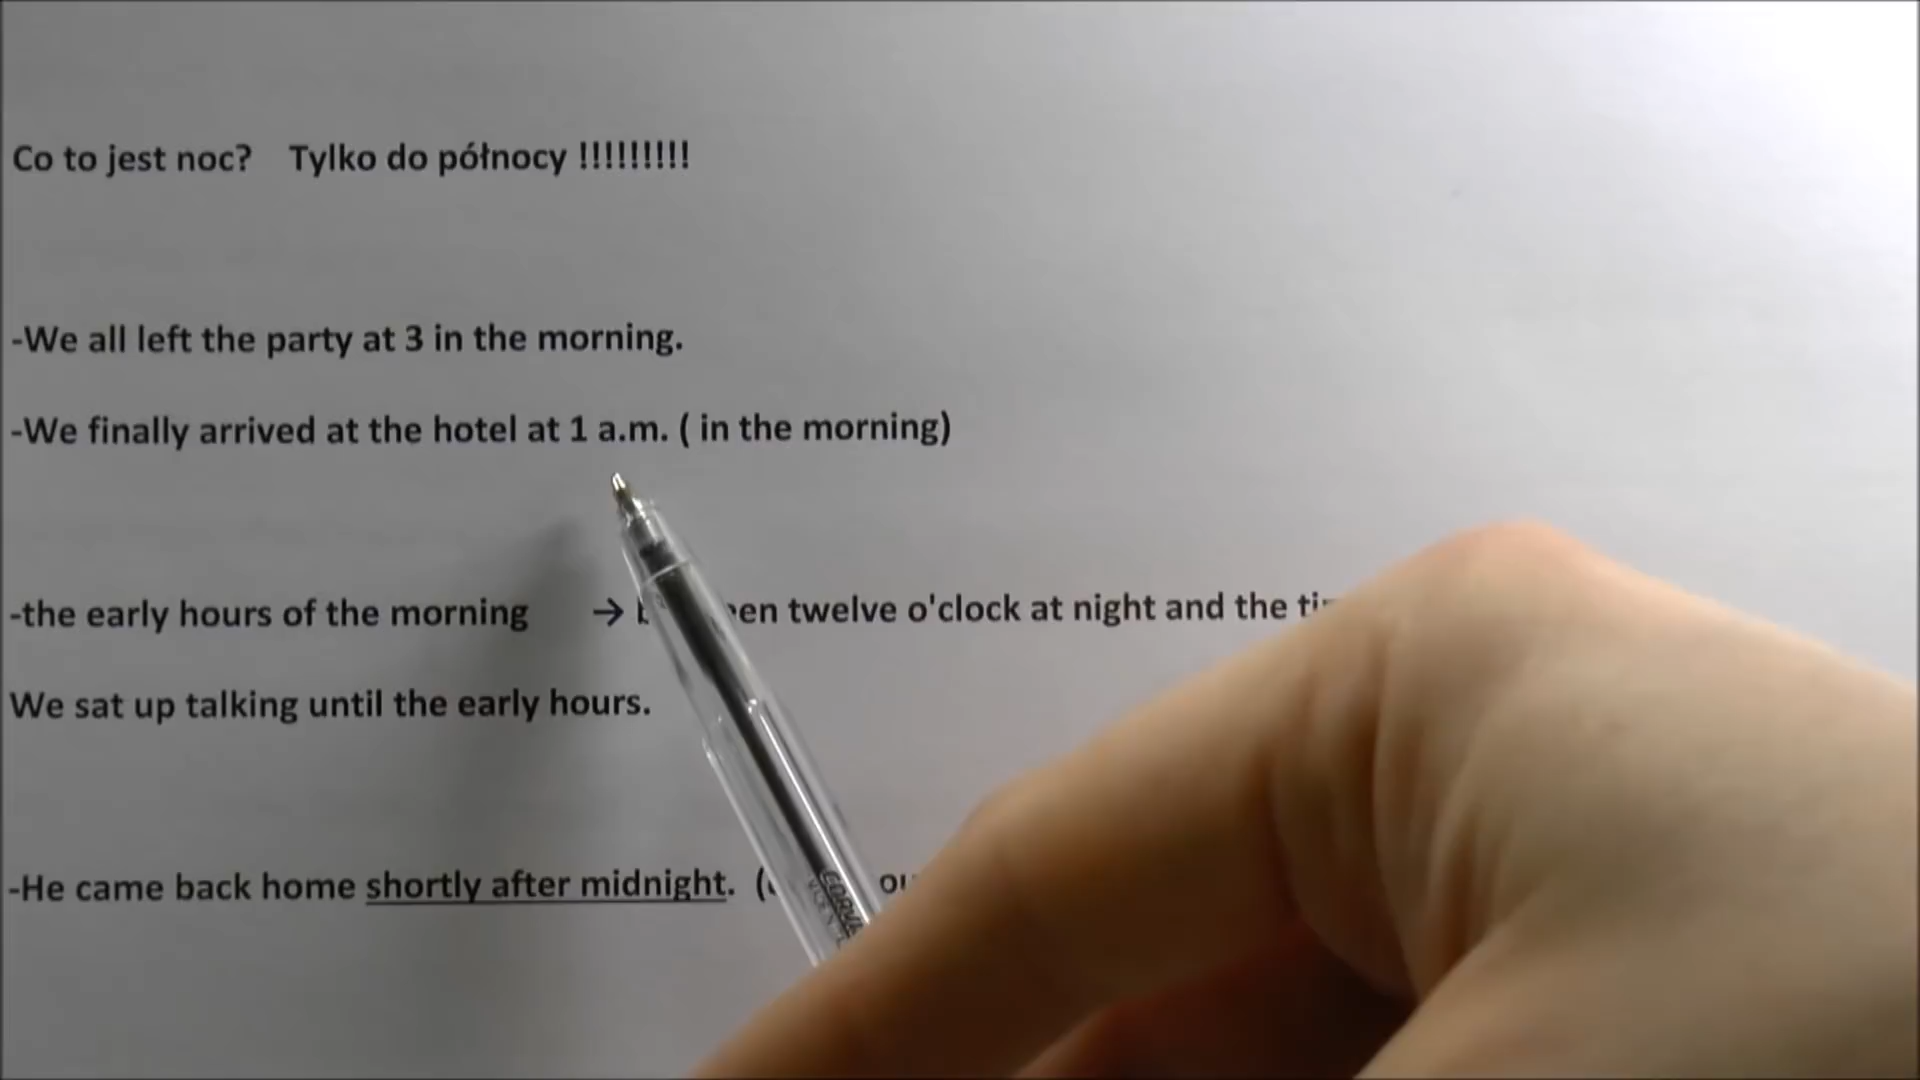 Co to jest noc? Tylko do północy !!!!!!!!!
-We all left the party at 3 in the morning.
-We finally arrived at the hotel at 1 a.m. ( in the morning)
-the early hours of the morning → twelve o'clock at night and the
We sat up talking until the early hours.
-He came back home shortly after midnight. (